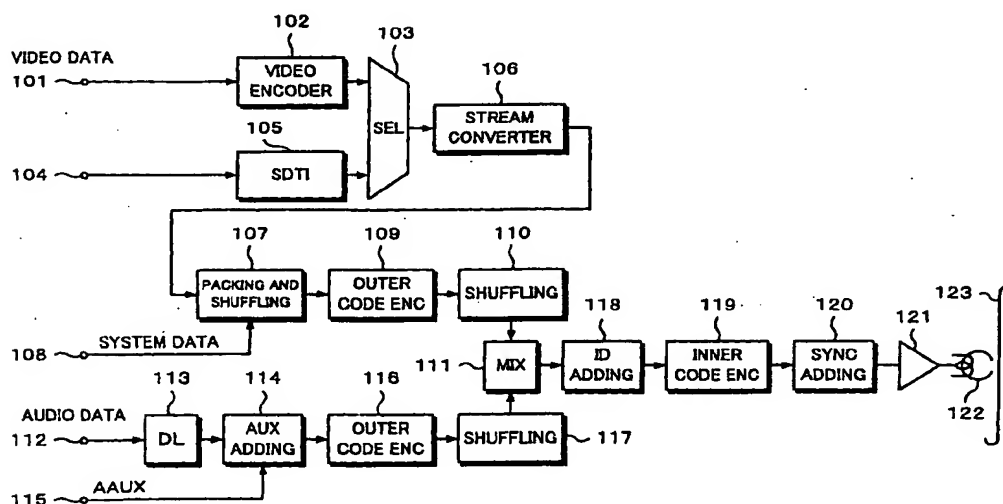 102
103
VIDEO DATA
101
VIDEO
ENCODER
106
SEL
STREAM
CONVERTER
105
104
SDTI
107
109
110
PACKING AND
SHUFFLING
OUTER
CODE ENC
SHUFFLING
118
119
120
121
123
108
SYSTEM DATA
111
MIX
ID
ADDING
INNER
CODE ENC
SYNC
ADDING
122
113
114
116
AUDIO DATA
112
DL
AUX
ADDING
OUTER
CODE ENC
SHUFFLING
117
AAUX
115